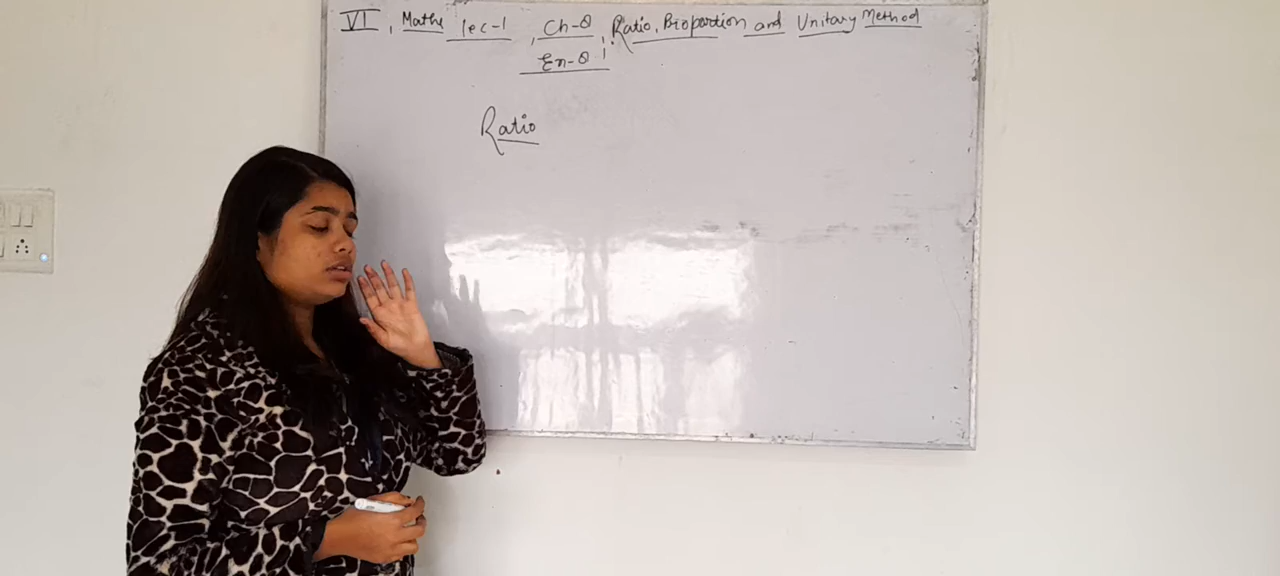 VI, Maths lec-1, Ch-8, Ratio, Proportion and Unitary Method
Ex-8.1
Ratio